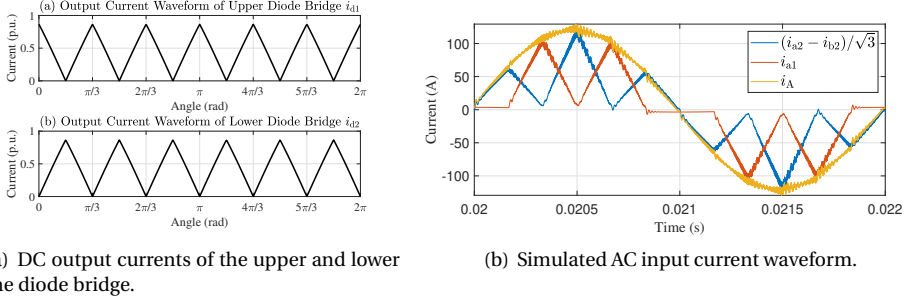 (a) Output Current Waveform of Upper Diode Bridge i_d1
Current (p.u.)
1
0.5
0
0 π/3 2π/3 π 4π/3 5π/3 2π
Angle (rad)
(b) Output Current Waveform of Lower Diode Bridge i_d2
Current (p.u.)
1
0.5
0
0 π/3 2π/3 π 4π/3 5π/3 2π
Angle (rad)
) DC output currents of the upper and lower
ne diode bridge.
Current (A)
100
50
0
-50
-100
(i_a2 − i_b2)/√3
i_a1
i_A
0.02 0.0205 0.021 0.0215 0.022
Time (s)
(b) Simulated AC input current waveform.